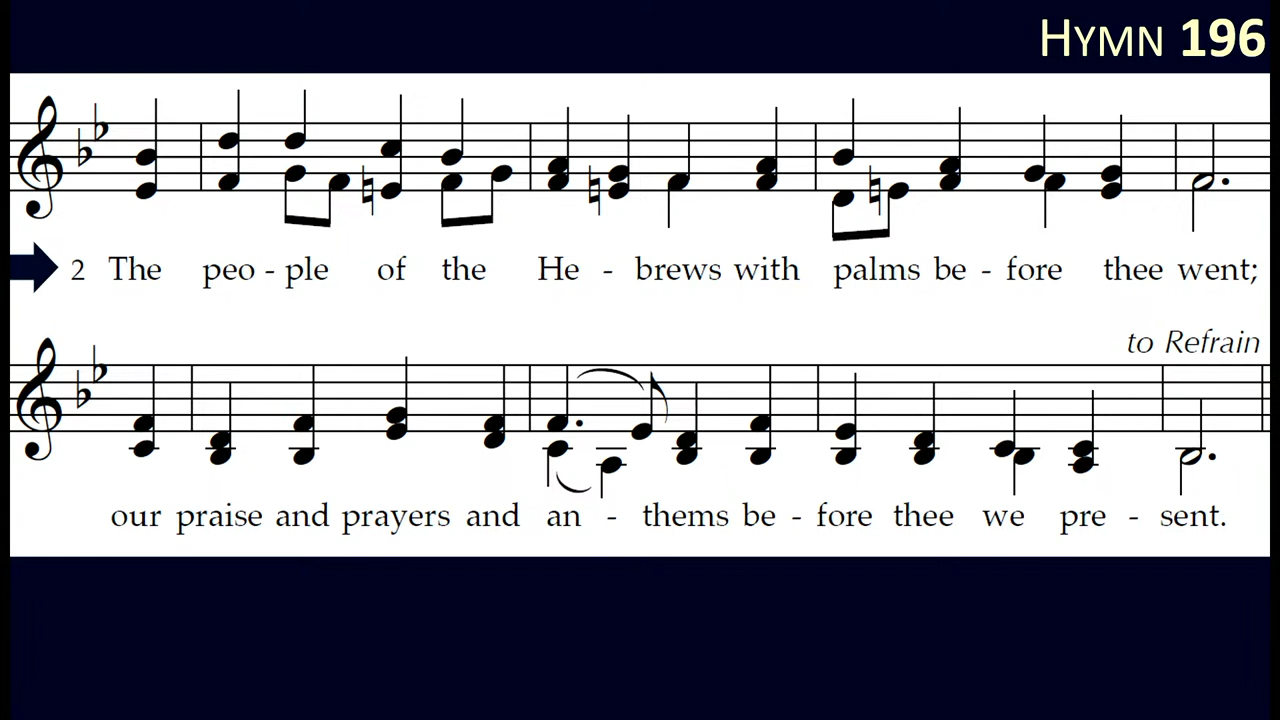 HYMN 196
2 The peo - ple of the He - brews with palms be - fore thee went;
to Refrain
our praise and prayers and an - thems be - fore thee we pre - sent.